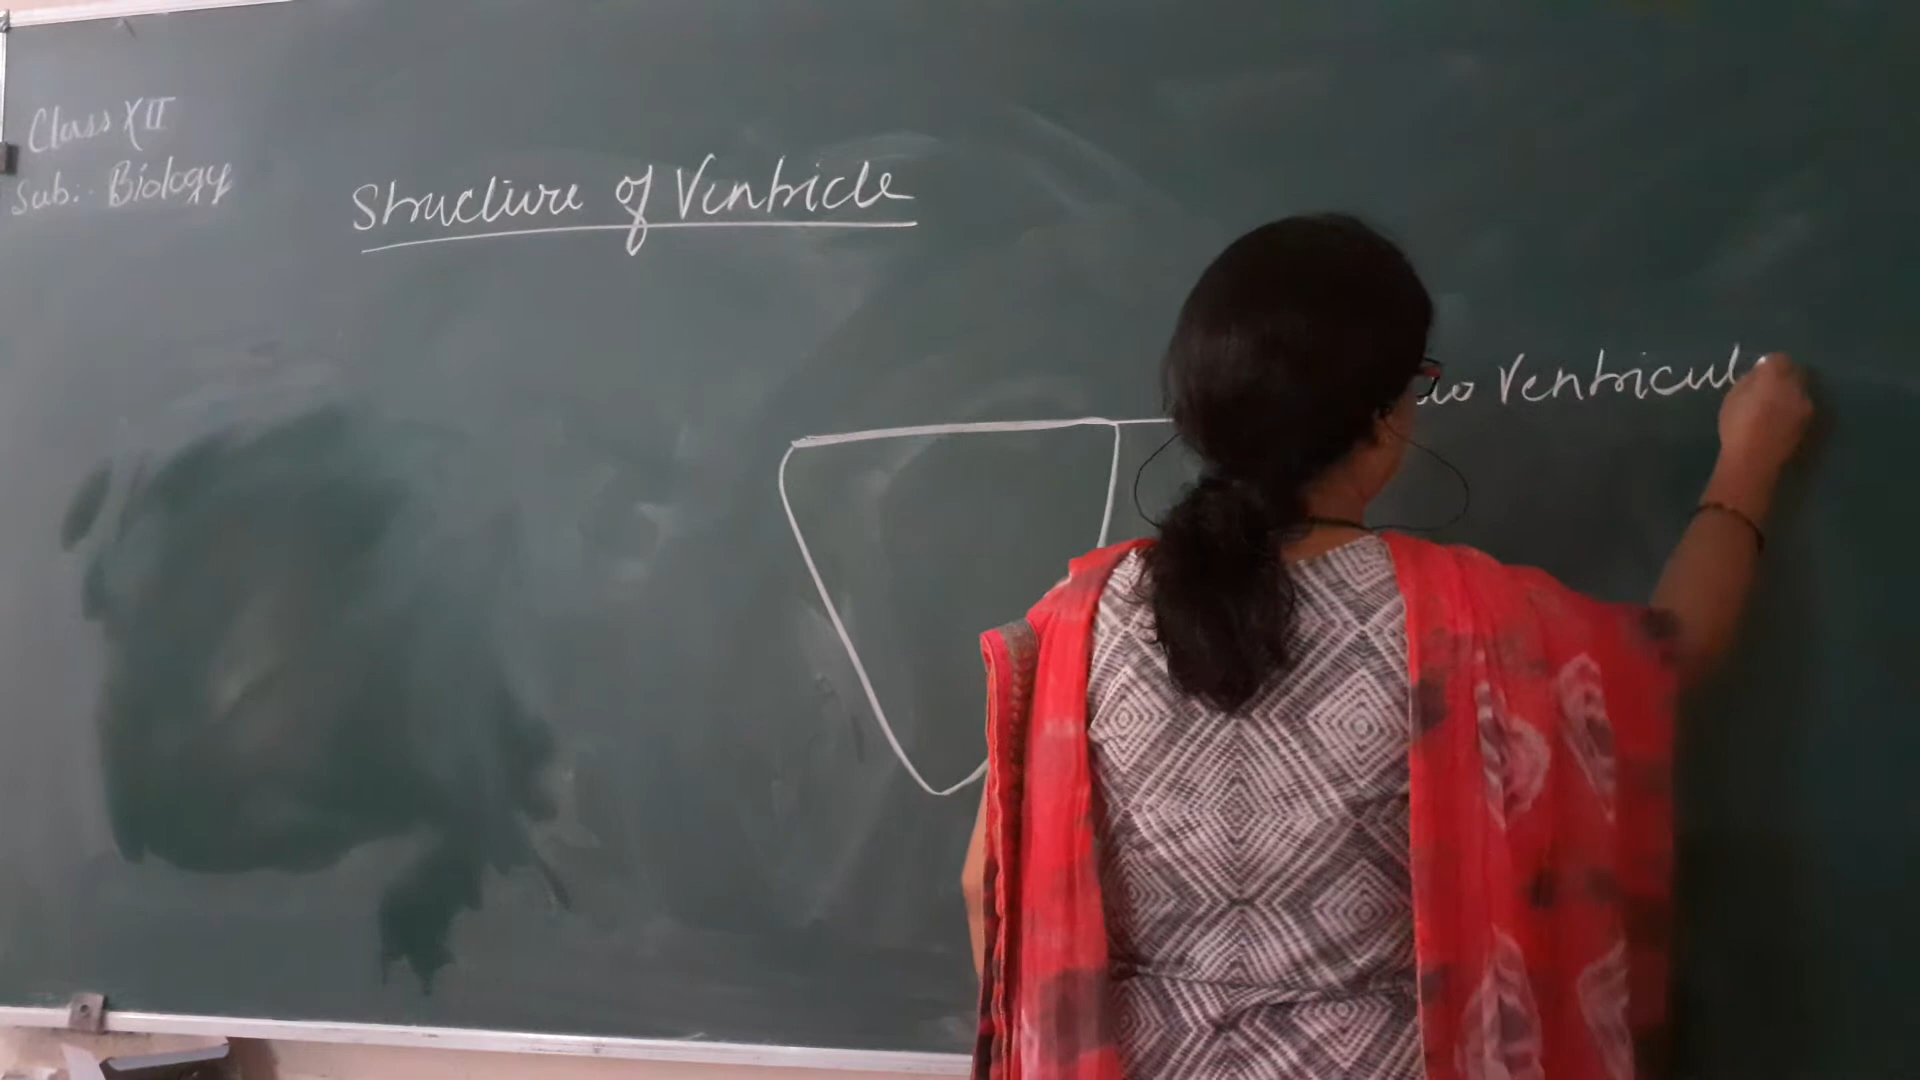 Class XII
Sub:- Biology
Structure of Ventricle
Ventricul